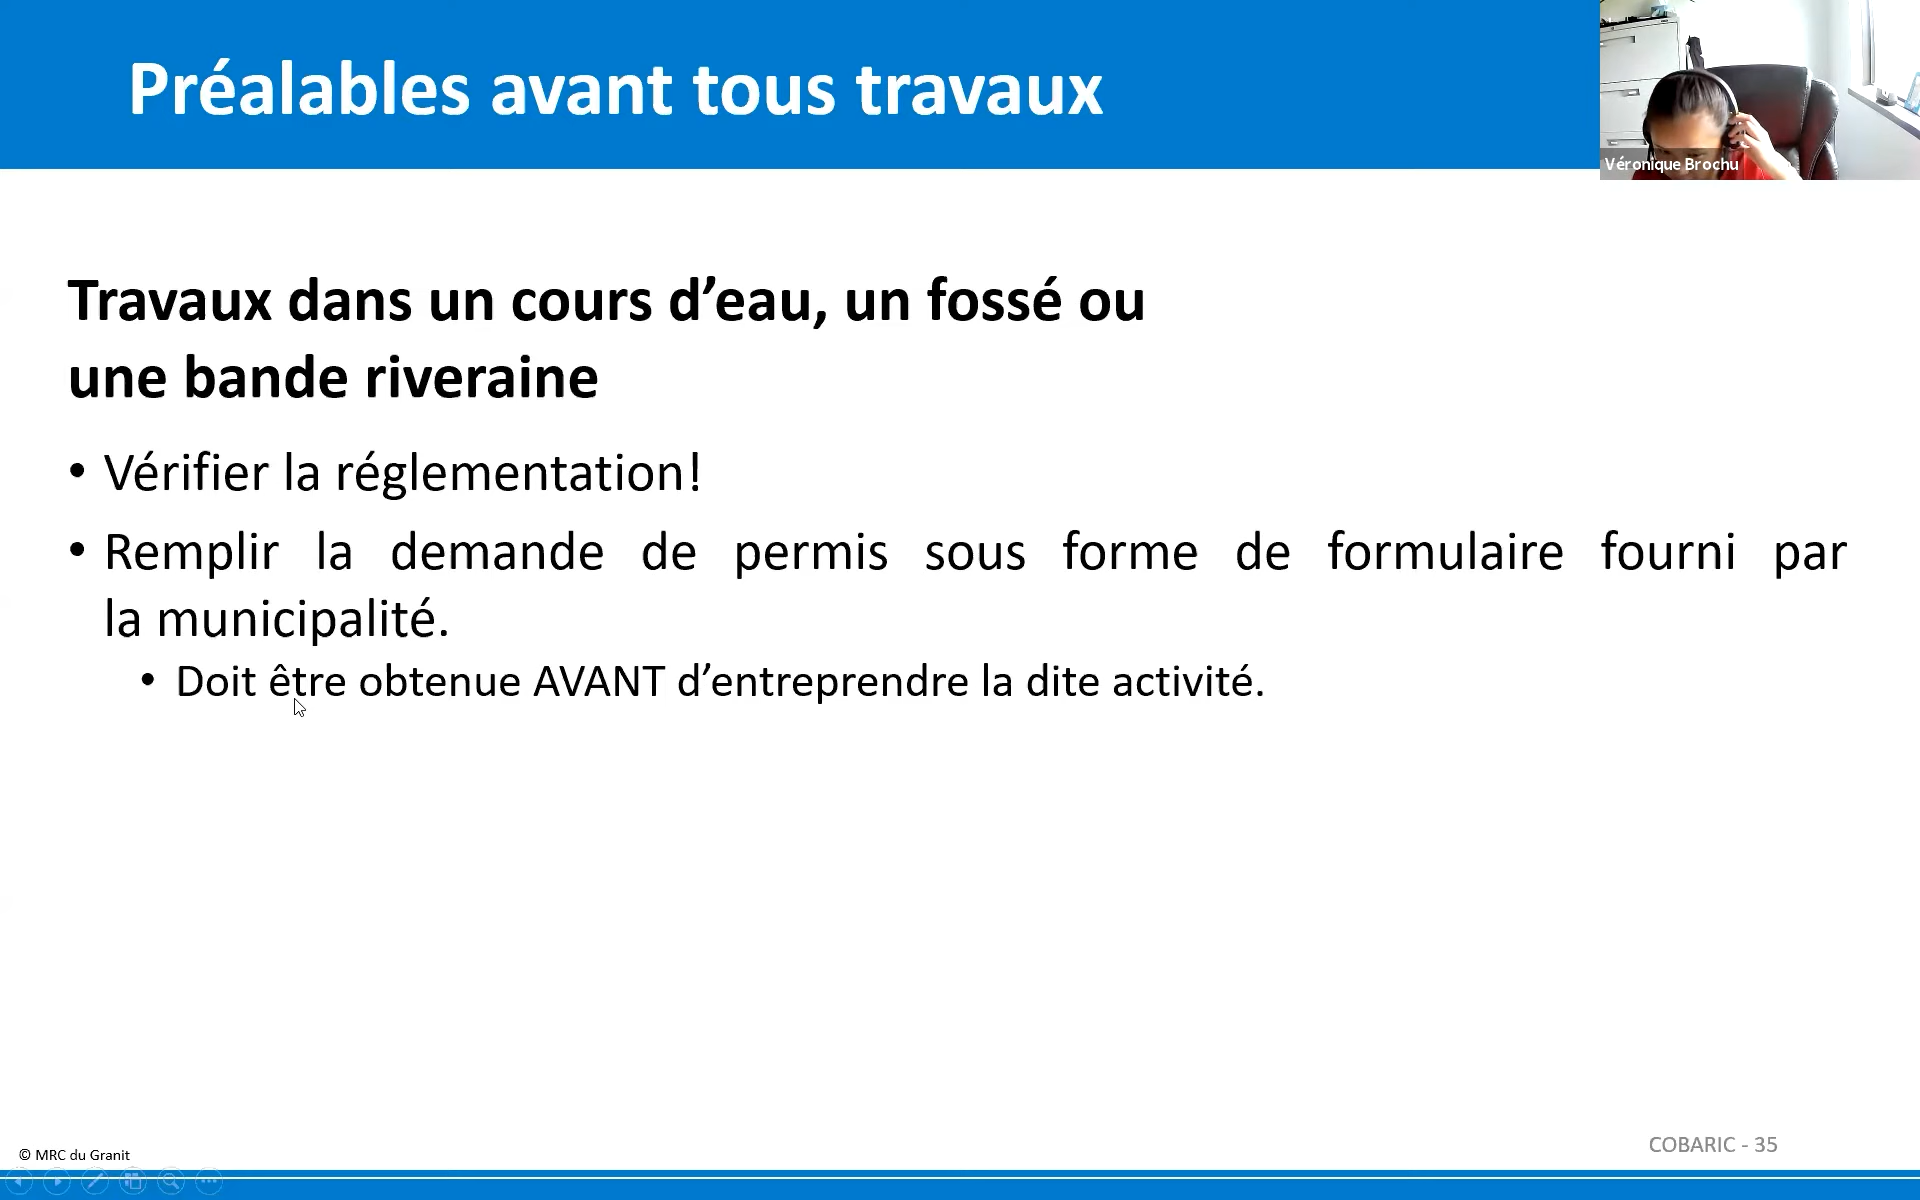 Préalables avant tous travaux
Véronique Brochu
Travaux dans un cours d’eau, un fossé ou
une bande riveraine
• Vérifier la réglementation!
• Remplir la demande de permis sous forme de formulaire fourni par
la municipalité.
• Doit être obtenue AVANT d’entreprendre la dite activité.
© MRC du Granit
COBARIC - 35